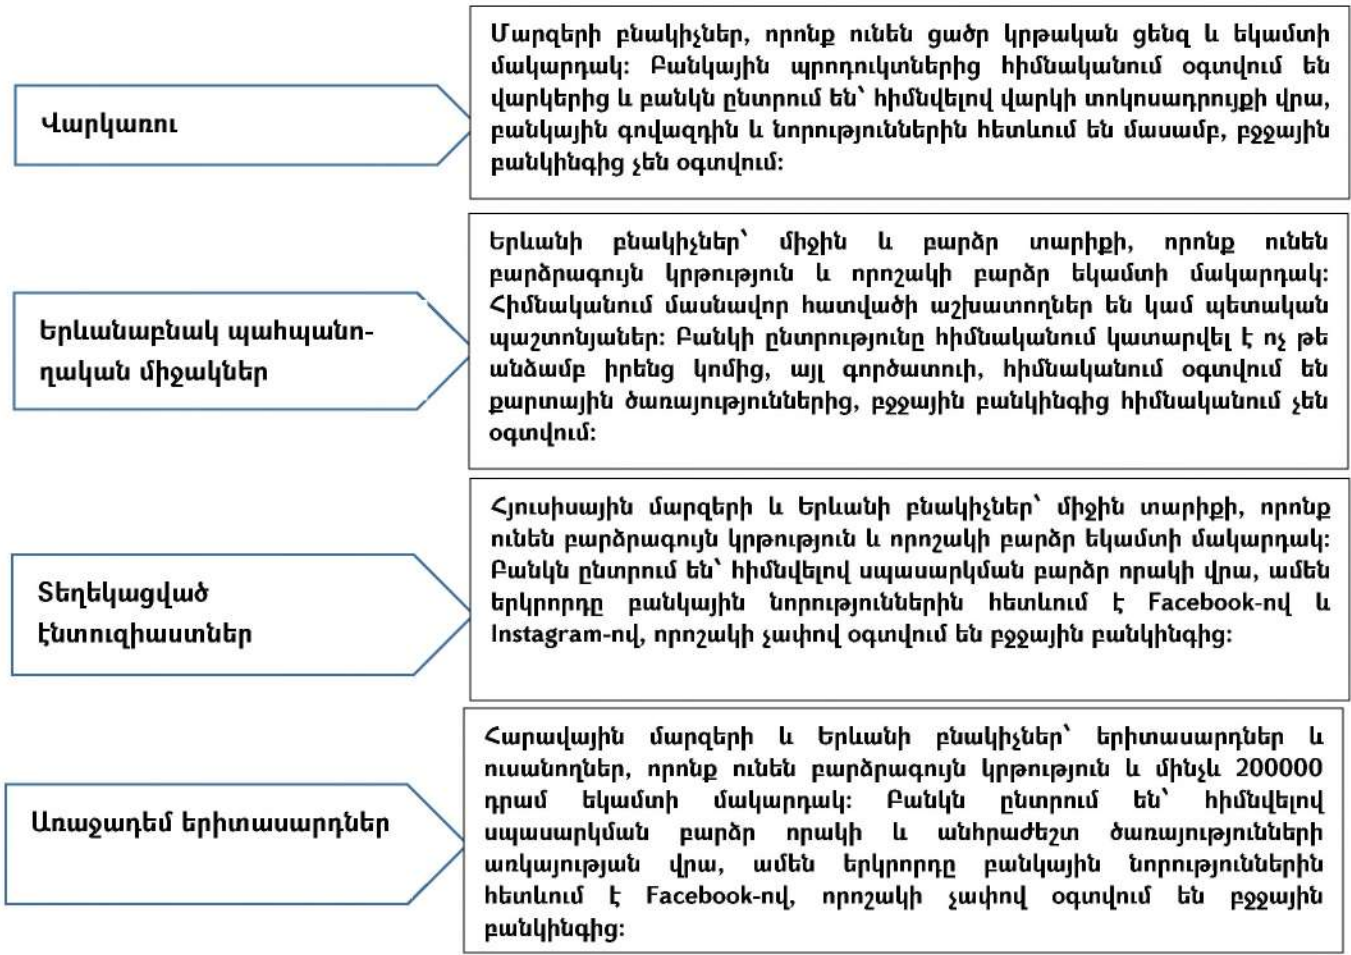 Վարկառու
Մարզերի բնակիչներ, որոնք ունեն ցածր կրթական ցենզ և եկամտի
մակարդակ: Բանկային պրոդուկտներից հիմնականում օգտվում են
վարկերից և բանկն ընտրում են՝ հիմնվելով վարկի տոկոսադրույքի վրա,
բանկային գովազդին և նորություններին հետևում են մասամբ, բջջային
բանկինգից չեն օգտվում:
Երևանաբնակ պահպանո-
ղական միջակներ
Երևանի բնակիչներ՝ միջին և բարձր տարիքի, որոնք ունեն
բարձրագույն կրթություն և որոշակի բարձր եկամտի մակարդակ:
Հիմնականում մասնավոր հատվածի աշխատողներ են կամ պետական
պաշտոնյաներ: Բանկի ընտրությունը հիմնականում կատարվել է ոչ թե
անձամբ իրենց կոմից, այլ գործատուի, հիմնականում օգտվում են
քարտային ծառայություններից, բջջային բանկինգից հիմնականում չեն
օգտվում:
Տեղեկացված
էնտուզիաստներ
Հյուսիսային մարզերի և Երևանի բնակիչներ՝ միջին տարիքի, որոնք
ունեն բարձրագույն կրթություն և որոշակի բարձր եկամտի մակարդակ:
Բանկն ընտրում են՝ հիմնվելով սպասարկման բարձր որակի վրա, ամեն
երկրորդը բանկային նորություններին հետևում է Facebook-ով և
Instagram-ով, որոշակի չափով օգտվում են բջջային բանկինգից:
Առաջադեմ երիտասարդներ
Հարավային մարզերի և Երևանի բնակիչներ՝ երիտասարդներ և
ուսանողներ, որոնք ունեն բարձրագույն կրթություն և մինչև 200000
դրամ եկամտի մակարդակ: Բանկն ընտրում են՝ հիմնվելով
սպասարկման բարձր որակի և անհրաժեշտ ծառայությունների
առկայության վրա, ամեն երկրորդը բանկային նորություններին
հետևում է Facebook-ով, որոշակի չափով օգտվում են բջջային
բանկինգից: